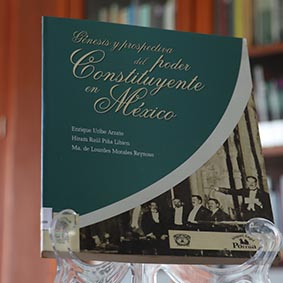 Génesis y prospectiva
del poder
Constituyente
en
México
Enrique Uribe Arzate
Hiram Raúl Piña Libien
Ma. de Lourdes Morales Reynoso
Porrúa